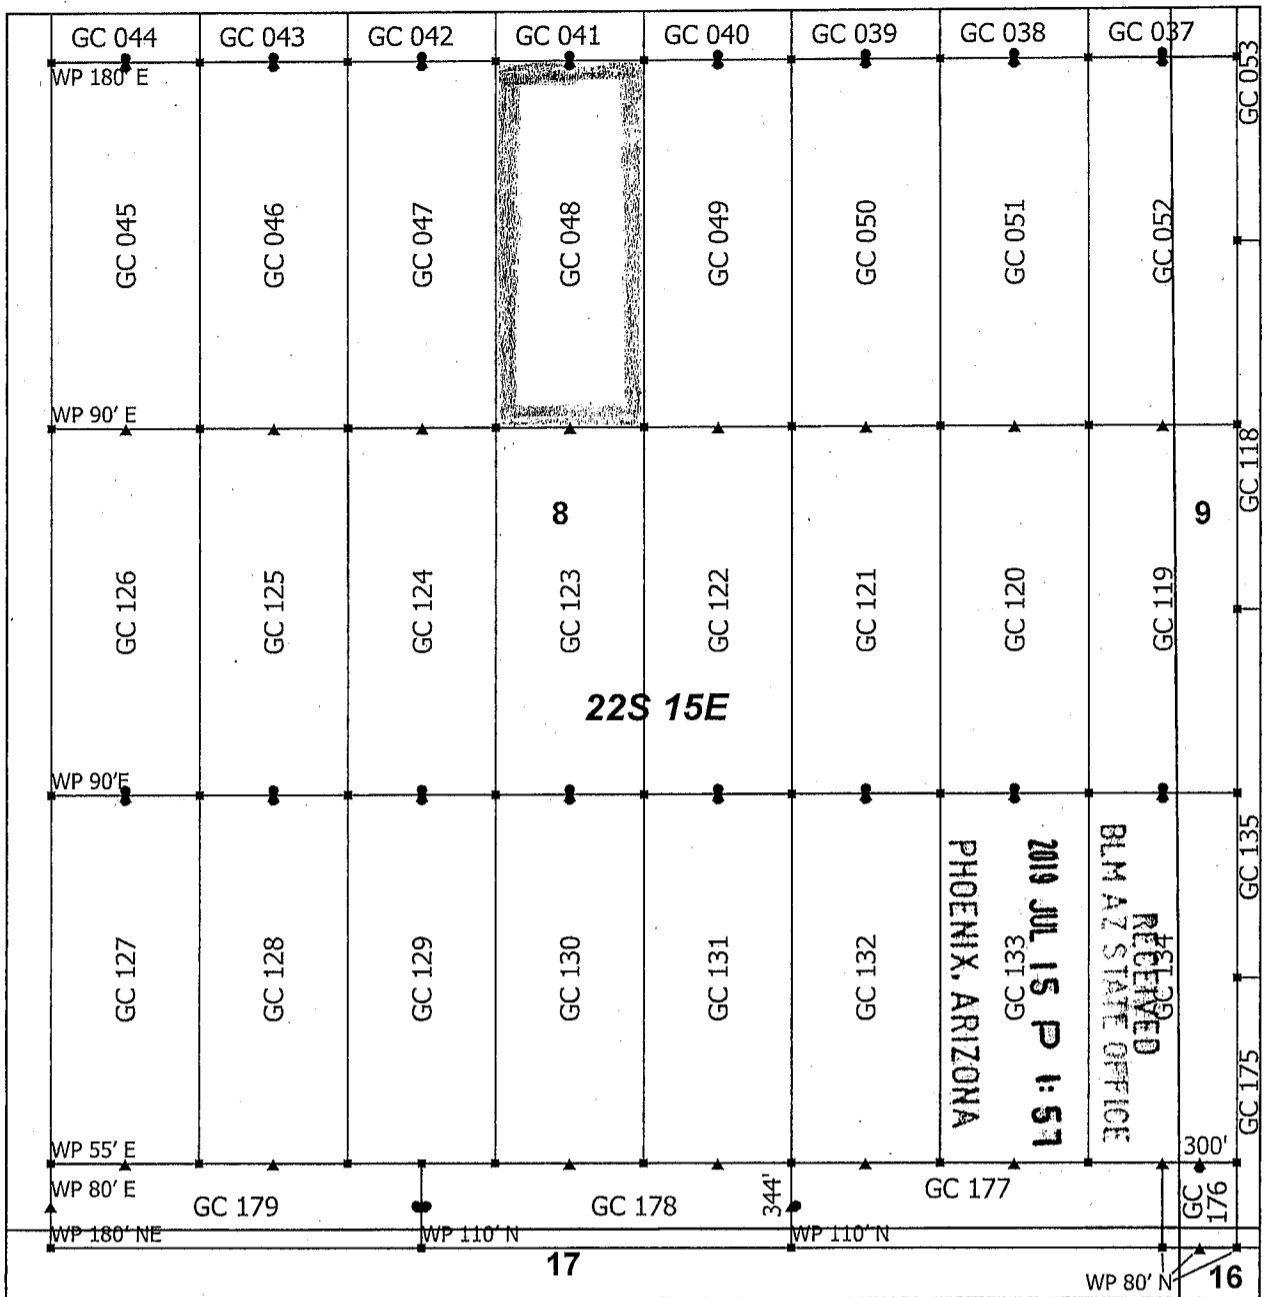 GC 044 GC 043 GC 042 GC 041 GC 040 GC 039 GC 038 GC 037
GC 053
WP 180' E
GC 045 GC 046 GC 047 GC 048 GC 049 GC 050 GC 051 GC 052
WP 90' E
GC 118
8 9
GC 126 GC 125 GC 124 GC 123 GC 122 GC 121 GC 120 GC 119
22S 15E
WP 90'E
GC 135
GC 127 GC 128 GC 129 GC 130 GC 131 GC 132 GC 133 GC 134
RECEIVED
BLM AZ STATE OFFICE
2019 JUL 15 P 1:57
PHOENIX, ARIZONA
GC 175
WP 55' E
300'
WP 80' E
GC 179 GC 178 344' GC 177 GC 176
WP 180' NE WP 110' N WP 110' N
17 WP 80' N 16